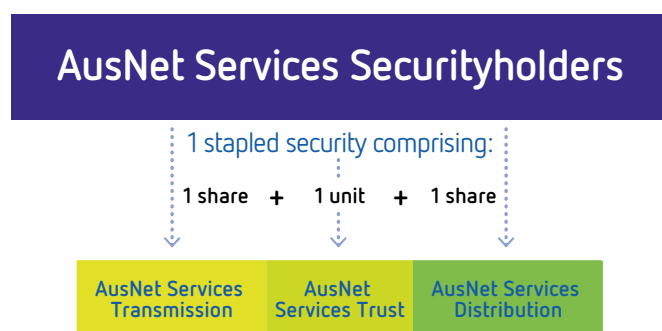 AusNet Services Securityholders
1 stapled security comprising:
1 share + 1 unit + 1 share
AusNet Services
Transmission
AusNet
Services Trust
AusNet Services
Distribution